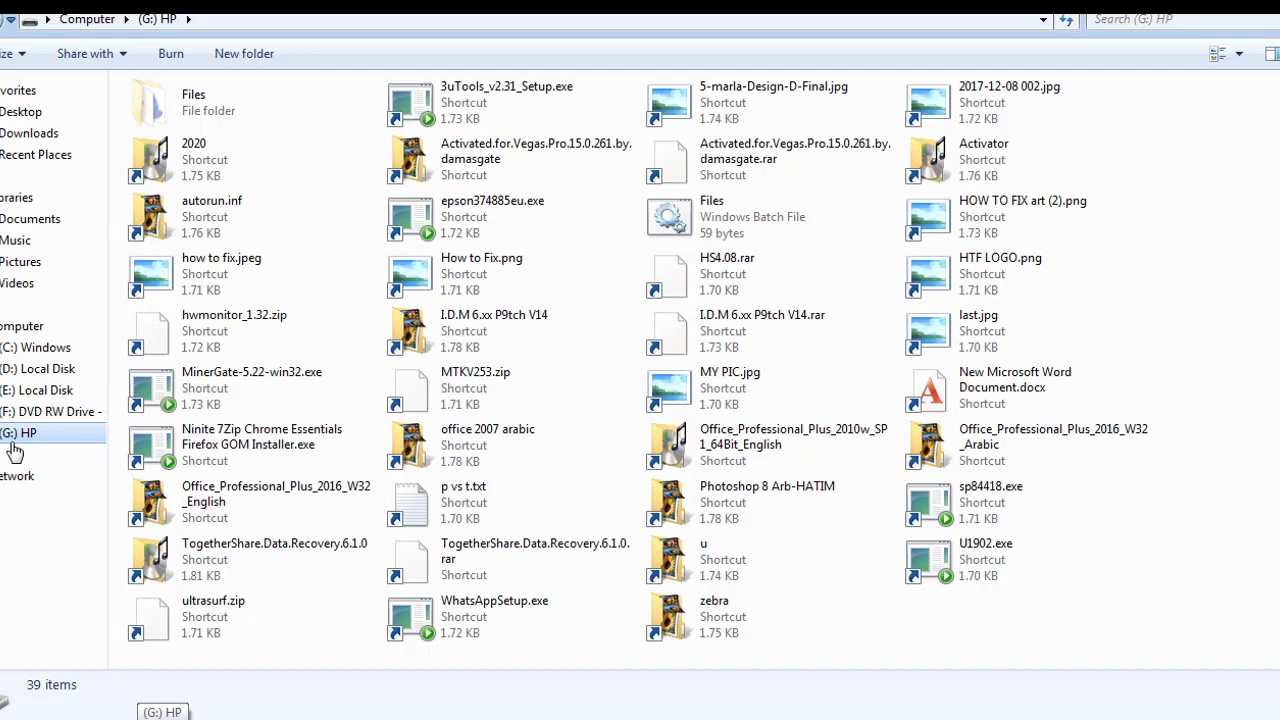 Computer (G:) HP Search (G:) HP
ze Share with Burn New folder
vorites
Desktop
Downloads
Recent Places
braries
Documents
Music
Pictures
Videos
omputer
(C:) Windows
(D:) Local Disk
(E:) Local Disk
(F:) DVD RW Drive -
(G:) HP
etwork
Files
File folder
3uTools_v2.31_Setup.exe
Shortcut
1.73 KB
5-marla-Design-D-Final.jpg
Shortcut
1.74 KB
2017-12-08 002.jpg
Shortcut
1.72 KB
2020
Shortcut
1.75 KB
Activated.for.Vegas.Pro.15.0.261.by.
damasgate
Shortcut
Activated.for.Vegas.Pro.15.0.261.by.
damasgate.rar
Shortcut
Activator
Shortcut
1.76 KB
autorun.inf
Shortcut
1.76 KB
epson374885eu.exe
Shortcut
1.72 KB
Files
Windows Batch File
59 bytes
HOW TO FIX art (2).png
Shortcut
1.73 KB
how to fix.jpeg
Shortcut
1.71 KB
How to Fix.png
Shortcut
1.71 KB
HS4.08.rar
Shortcut
1.70 KB
HTF LOGO.png
Shortcut
1.71 KB
hwmonitor_1.32.zip
Shortcut
1.72 KB
I.D.M 6.xx P9tch V14
Shortcut
1.78 KB
I.D.M 6.xx P9tch V14.rar
Shortcut
1.73 KB
last.jpg
Shortcut
1.70 KB
MinerGate-5.22-win32.exe
Shortcut
1.73 KB
MTKV253.zip
Shortcut
1.71 KB
MY PIC.jpg
Shortcut
1.70 KB
New Microsoft Word
Document.docx
Shortcut
Ninite 7Zip Chrome Essentials
Firefox GOM Installer.exe
Shortcut
office 2007 arabic
Shortcut
1.78 KB
Office_Professional_Plus_2010w_SP
1_64Bit_English
Shortcut
Office_Professional_Plus_2016_W32
_Arabic
Shortcut
Office_Professional_Plus_2016_W32
_English
Shortcut
p vs t.txt
Shortcut
1.70 KB
Photoshop 8 Arb-HATIM
Shortcut
1.78 KB
sp84418.exe
Shortcut
1.71 KB
TogetherShare.Data.Recovery.6.1.0
Shortcut
1.81 KB
TogetherShare.Data.Recovery.6.1.0.
rar
Shortcut
u
Shortcut
1.74 KB
U1902.exe
Shortcut
1.70 KB
ultrasurf.zip
Shortcut
1.71 KB
WhatsAppSetup.exe
Shortcut
1.72 KB
zebra
Shortcut
1.75 KB
39 items
(G:) HP